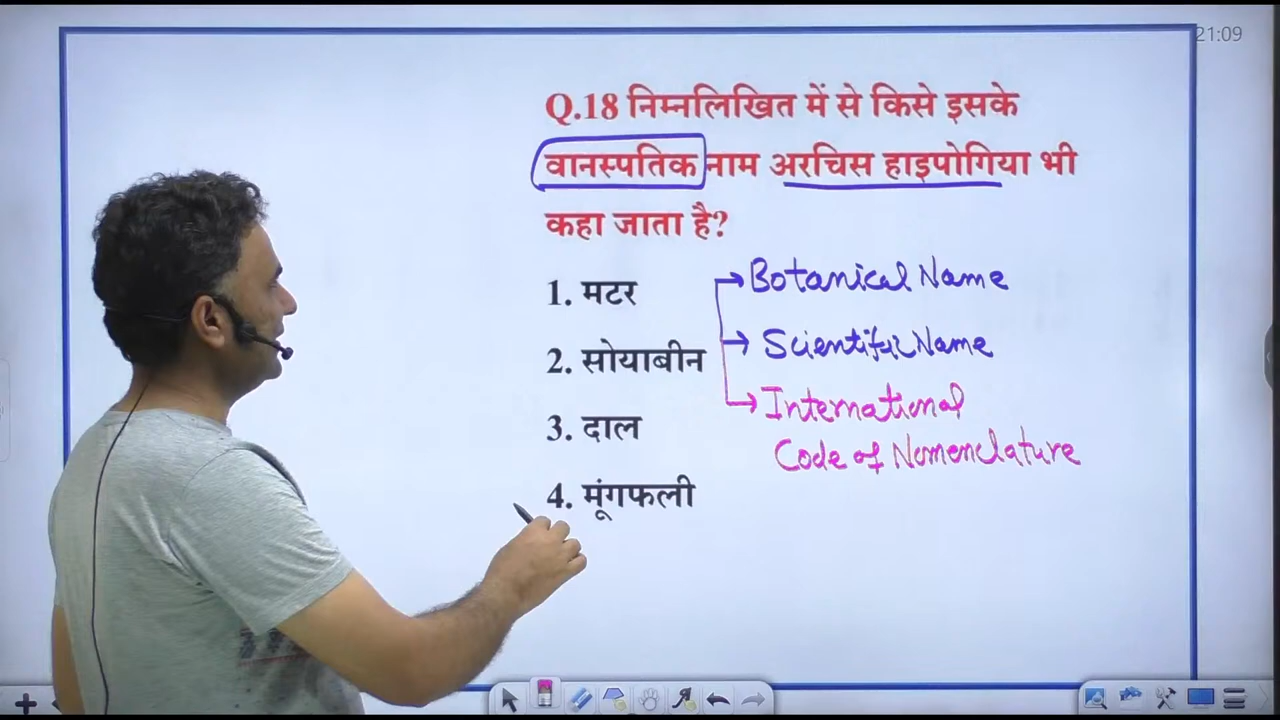 21:09
Q.18 निम्नलिखित में से किसे इसके
वानस्पतिक नाम अरचिस हाइपोगिया भी
कहा जाता है?
1. मटर
Botanical Name
2. सोयाबीन
Scientific Name
3. दाल
International
Code of Nomenclature
4. मूंगफली